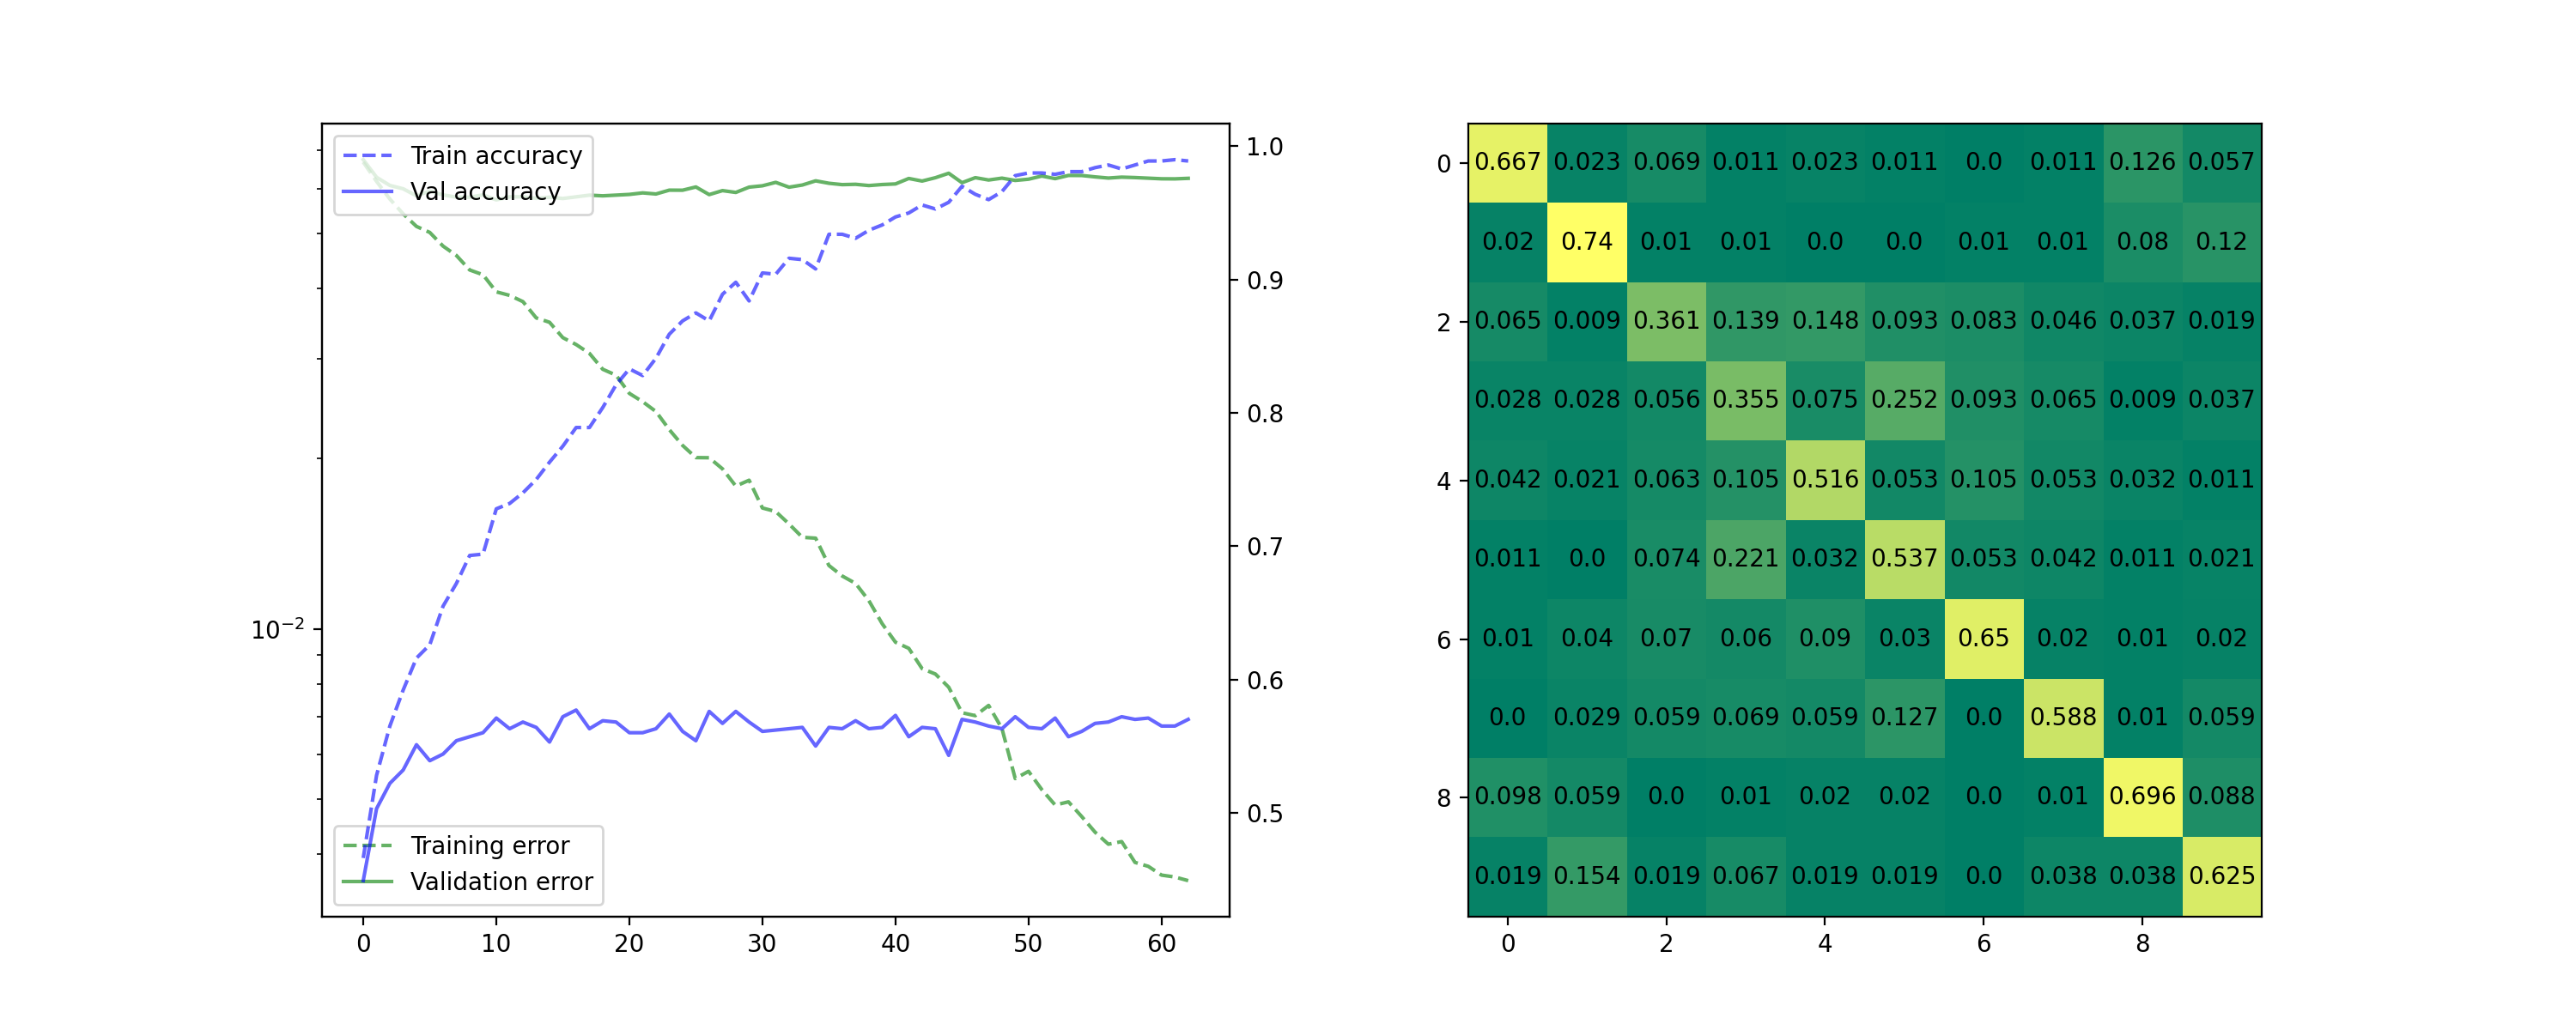 Train accuracy
Val accuracy
Training error
Validation error
10−2
0 10 20 30 40 50 60
1.0
0.9
0.8
0.7
0.6
0.5
0 0.667 0.023 0.069 0.011 0.023 0.011 0.0 0.011 0.126 0.057
0.02 0.74 0.01 0.01 0.0 0.0 0.01 0.01 0.08 0.12
2 0.065 0.009 0.361 0.139 0.148 0.093 0.083 0.046 0.037 0.019
0.028 0.028 0.056 0.355 0.075 0.252 0.093 0.065 0.009 0.037
4 0.042 0.021 0.063 0.105 0.516 0.053 0.105 0.053 0.032 0.011
0.011 0.0 0.074 0.221 0.032 0.537 0.053 0.042 0.011 0.021
6 0.01 0.04 0.07 0.06 0.09 0.03 0.65 0.02 0.01 0.02
0.0 0.029 0.059 0.069 0.059 0.127 0.0 0.588 0.01 0.059
8 0.098 0.059 0.0 0.01 0.02 0.02 0.0 0.01 0.696 0.088
0.019 0.154 0.019 0.067 0.019 0.019 0.0 0.038 0.038 0.625
0 2 4 6 8